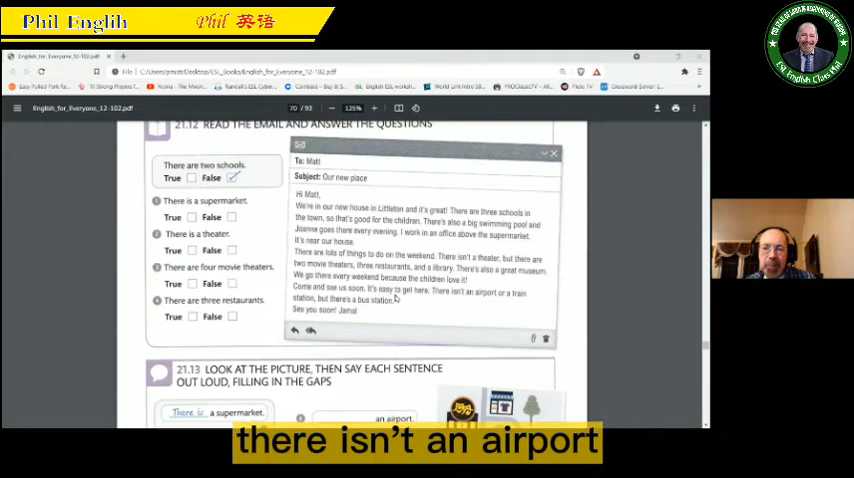 Phil Englih
Phil 英语
ESL English Class Mall
English_for_Everyone_12-102.pdf
File
C:/Users/pmat/Desktop/ESL_Books/English_for_Everyone_12-102.pdf
English_for_Everyone_12-102.pdf
70 / 93
125%
21.12 READ THE EMAIL AND ANSWER THE QUESTIONS
There are two schools.
True False
1 There is a supermarket.
True False
2 There is a theater.
True False
3 There are four movie theaters.
True False
4 There are three restaurants.
True False
To: Matt
Subject: Our new place
Hi Matt,
We're in our new house in Littleton and it's great! There are three schools in
the town, so that's good for the children. There's also a big swimming pool and
Joanne goes there every evening. I work in an office above the supermarket.
It's near our house.
There are lots of things to do on the weekend. There isn't a theater, but there are
two movie theaters, three restaurants, and a library. There's also a great museum.
We go there every weekend because the children love it!
Come and see us soon. It's easy to get here. There isn't an airport or a train
station, but there's a bus station.
See you soon! Jamal
21.13 LOOK AT THE PICTURE, THEN SAY EACH SENTENCE
OUT LOUD, FILLING IN THE GAPS
There is a supermarket.
an airport.
there isn't an airport